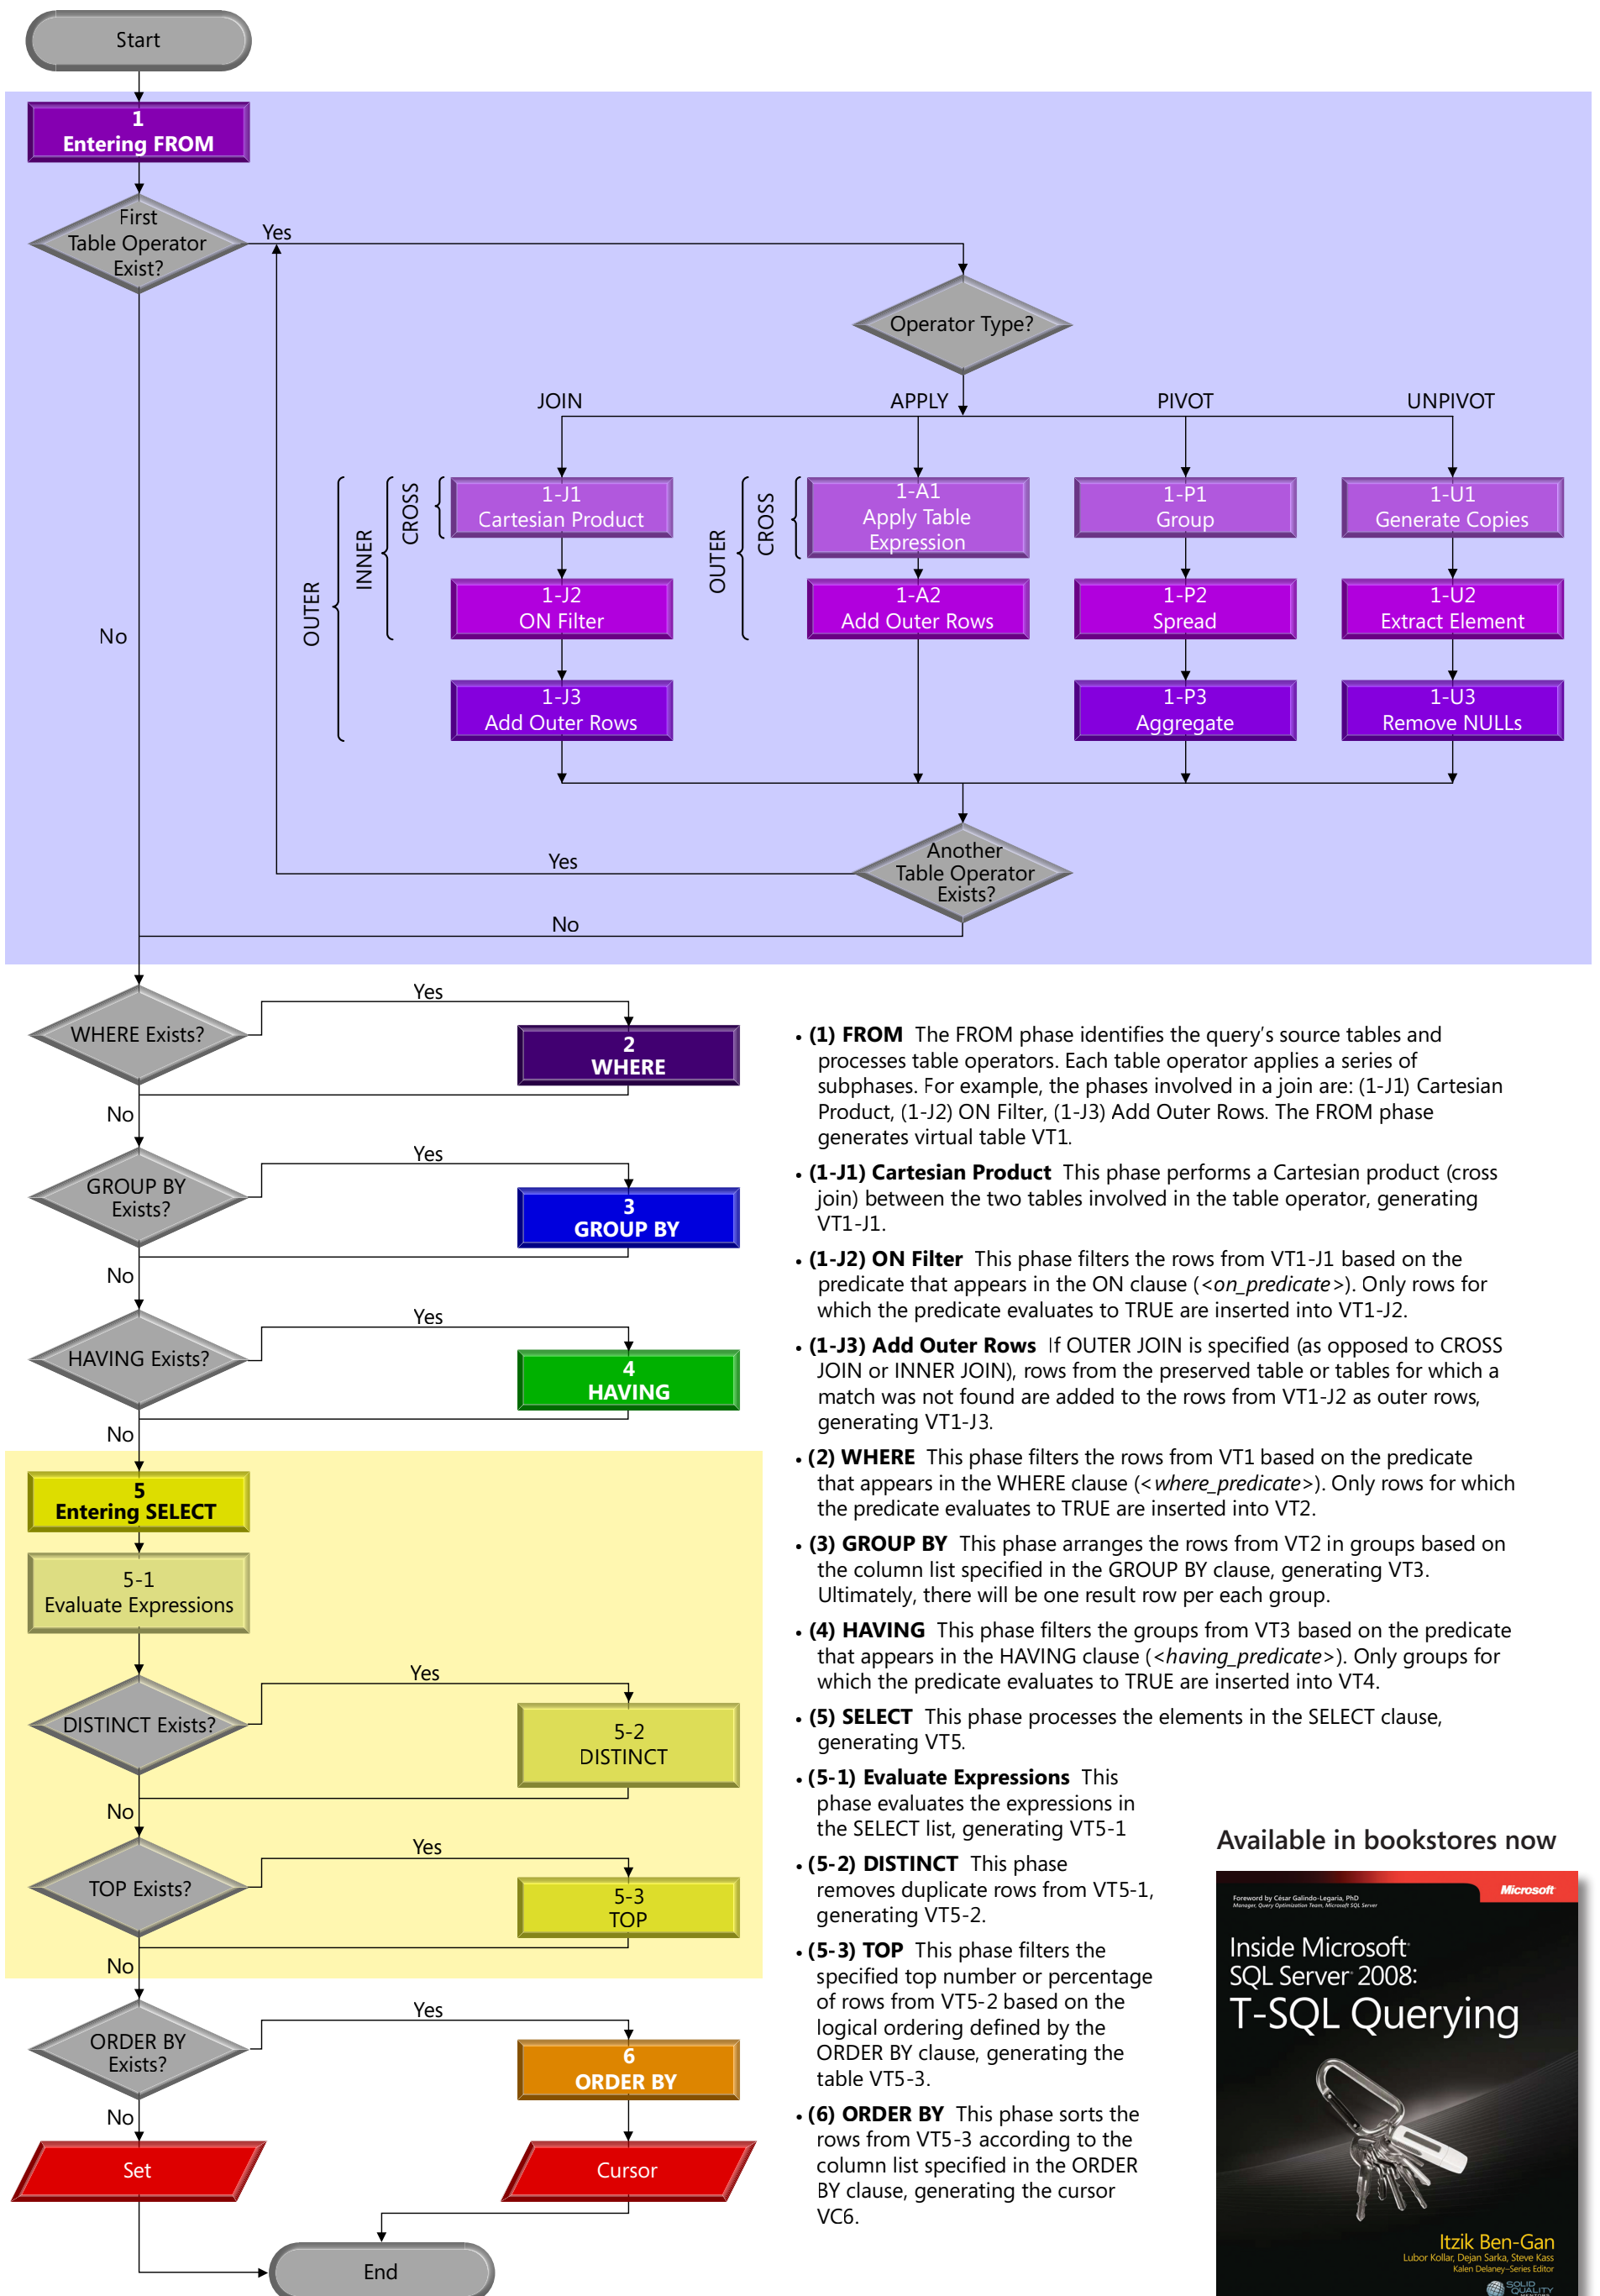 Start
1
Entering FROM
First
Table Operator
Exist?
Yes
Operator Type?
JOIN
APPLY
PIVOT
UNPIVOT
OUTER
INNER
CROSS
1-J1
Cartesian Product
OUTER
CROSS
1-A1
Apply Table
Expression
1-P1
Group
1-U1
Generate Copies
1-J2
ON Filter
1-A2
Add Outer Rows
1-P2
Spread
1-U2
Extract Element
No
1-J3
Add Outer Rows
1-P3
Aggregate
1-U3
Remove NULLs
Another
Table Operator
Exists?
Yes
No
WHERE Exists?
Yes
2
WHERE
No
GROUP BY
Exists?
Yes
3
GROUP BY
No
HAVING Exists?
Yes
4
HAVING
No
5
Entering SELECT
5-1
Evaluate Expressions
DISTINCT Exists?
Yes
5-2
DISTINCT
No
TOP Exists?
Yes
5-3
TOP
No
ORDER BY
Exists?
Yes
6
ORDER BY
No
Set
Cursor
End
• (1) FROM The FROM phase identifies the query's source tables and
processes table operators. Each table operator applies a series of
subphases. For example, the phases involved in a join are: (1-J1) Cartesian
Product, (1-J2) ON Filter, (1-J3) Add Outer Rows. The FROM phase
generates virtual table VT1.
• (1-J1) Cartesian Product This phase performs a Cartesian product (cross
join) between the two tables involved in the table operator, generating
VT1-J1.
• (1-J2) ON Filter This phase filters the rows from VT1-J1 based on the
predicate that appears in the ON clause (<on_predicate>). Only rows for
which the predicate evaluates to TRUE are inserted into VT1-J2.
• (1-J3) Add Outer Rows If OUTER JOIN is specified (as opposed to CROSS
JOIN or INNER JOIN), rows from the preserved table or tables for which a
match was not found are added to the rows from VT1-J2 as outer rows,
generating VT1-J3.
• (2) WHERE This phase filters the rows from VT1 based on the predicate
that appears in the WHERE clause (<where_predicate>). Only rows for which
the predicate evaluates to TRUE are inserted into VT2.
• (3) GROUP BY This phase arranges the rows from VT2 in groups based on
the column list specified in the GROUP BY clause, generating VT3.
Ultimately, there will be one result row per each group.
• (4) HAVING This phase filters the groups from VT3 based on the predicate
that appears in the HAVING clause (<having_predicate>). Only groups for
which the predicate evaluates to TRUE are inserted into VT4.
• (5) SELECT This phase processes the elements in the SELECT clause,
generating VT5.
• (5-1) Evaluate Expressions This
phase evaluates the expressions in
the SELECT list, generating VT5-1
• (5-2) DISTINCT This phase
removes duplicate rows from VT5-1,
generating VT5-2.
• (5-3) TOP This phase filters the
specified top number or percentage
of rows from VT5-2 based on the
logical ordering defined by the
ORDER BY clause, generating the
table VT5-3.
• (6) ORDER BY This phase sorts the
rows from VT5-3 according to the
column list specified in the ORDER
BY clause, generating the cursor
VC6.
Available in bookstores now
Microsoft
Foreword by César Galindo-Legaria, PhD
Manager, Query Optimization Team, Microsoft SQL Server
Inside Microsoft
SQL Server 2008:
T-SQL Querying
Itzik Ben-Gan
Lubor Kollar, Dejan Sarka, Steve Kass
Kalen Delaney–Series Editor
SOLID
QUALITY